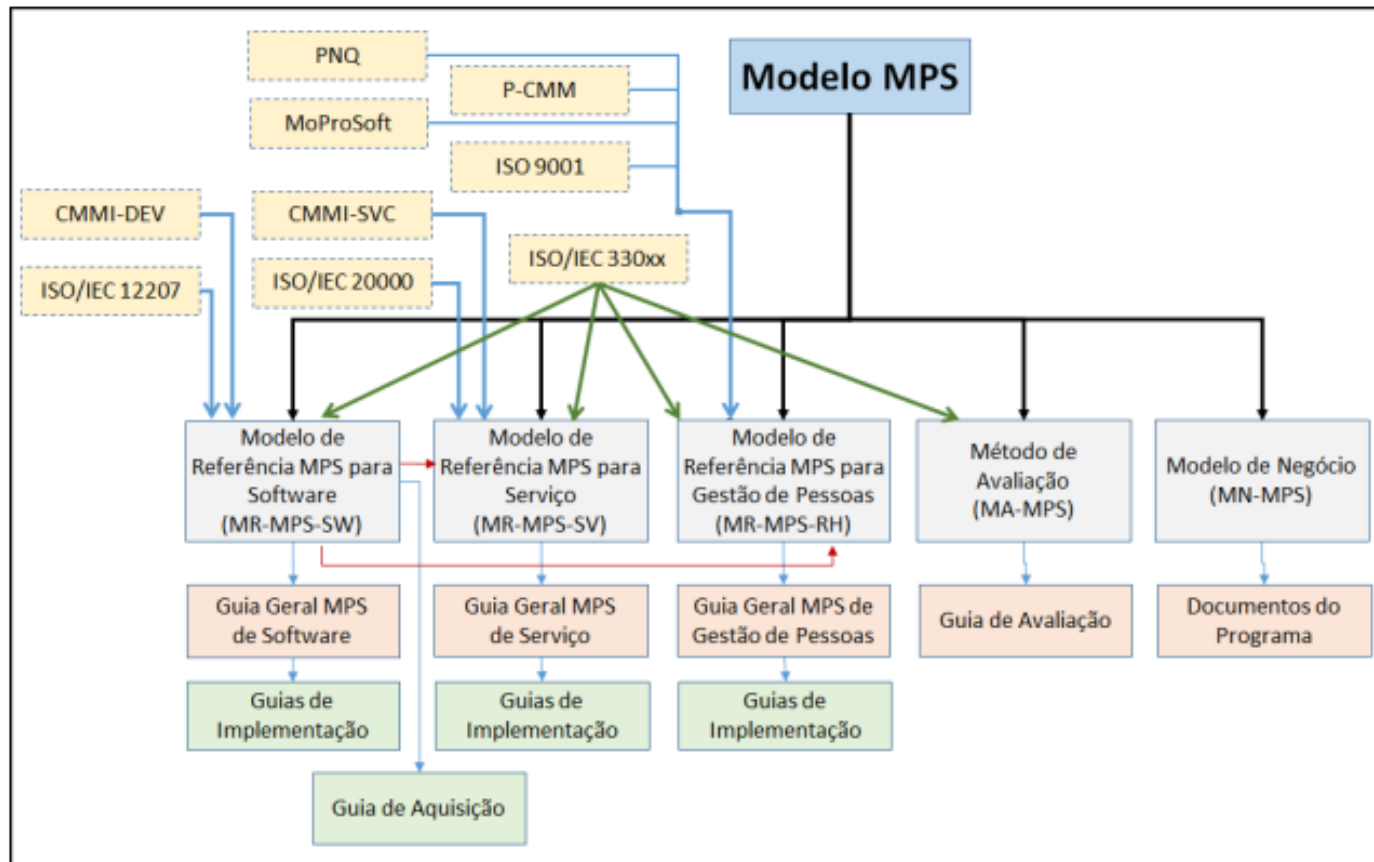 PNQ
Modelo MPS
P-CMM
MoProSoft
ISO 9001
CMMI-DEV
CMMI-SVC
ISO/IEC 330xx
ISO/IEC 12207
ISO/IEC 20000
Modelo de
Referência MPS para
Software
(MR-MPS-SW)
Modelo de
Referência MPS para
Serviço
(MR-MPS-SV)
Modelo de
Referência MPS para
Gestão de Pessoas
(MR-MPS-RH)
Método de
Avaliação
(MA-MPS)
Modelo de Negócio
(MN-MPS)
Guia Geral MPS
de Software
Guia Geral MPS
de Serviço
Guia Geral MPS de
Gestão de Pessoas
Guia de Avaliação
Documentos do
Programa
Guias de
Implementação
Guias de
Implementação
Guias de
Implementação
Guia de Aquisição